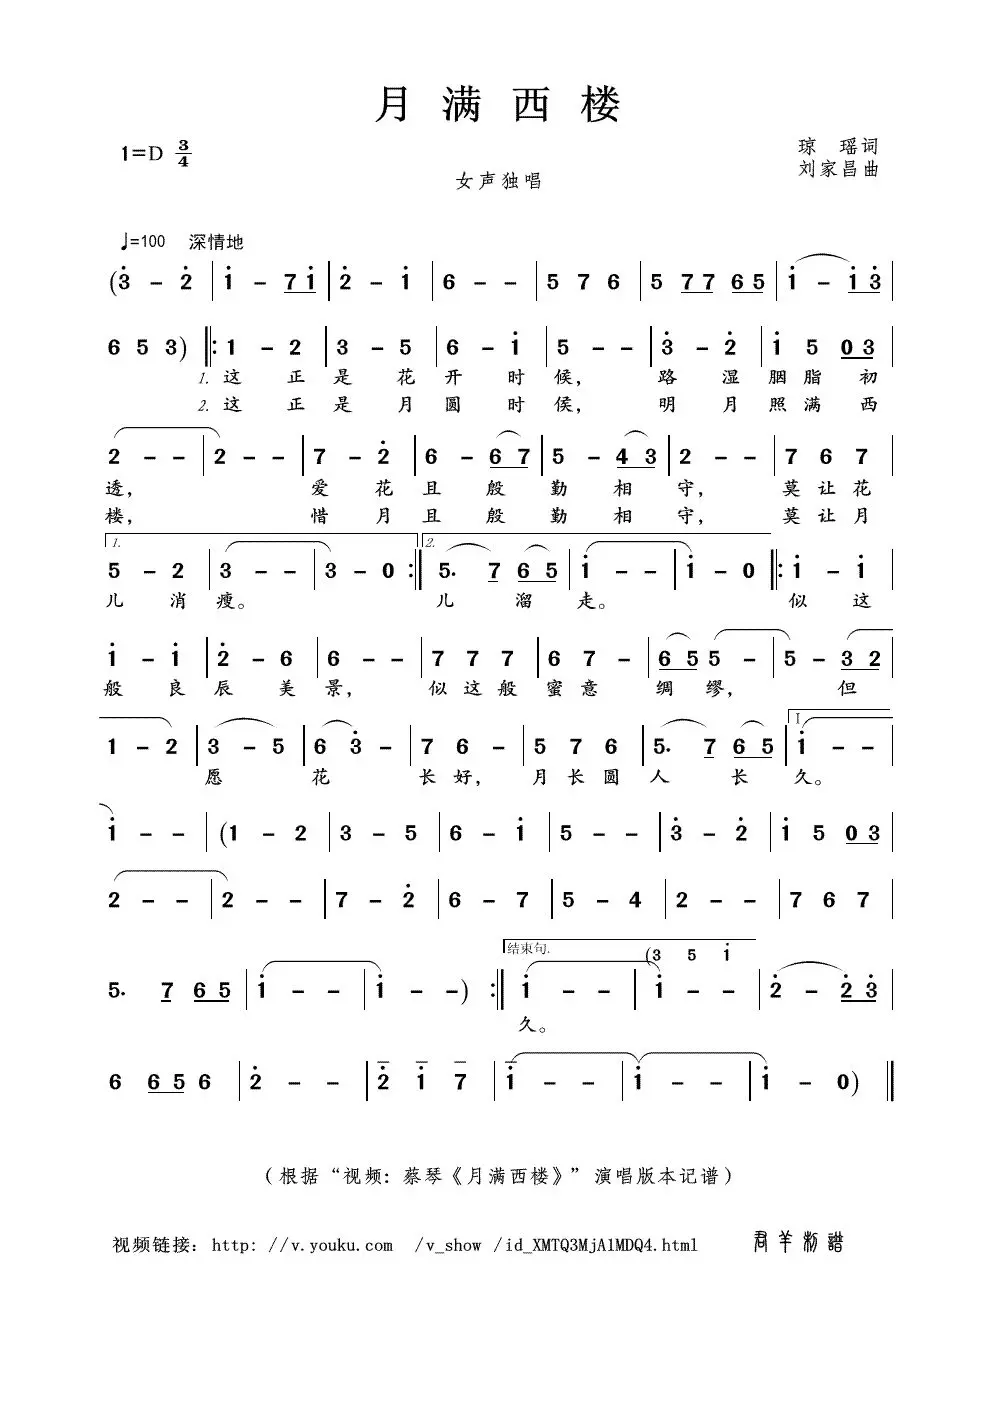 月满西楼
1=D 3/4
琼 瑶词
刘家昌曲
女声独唱
♩=100 深情地
(3 - 2 | 1 - 7 1 | 2 - 1 | 6 - - | 5 7 6 | 5 7 7 6 5 | 1 - 1 3 |
6 5 3) |: 1 - 2 | 3 - 5 | 6 - 1 | 5 - - | 3 - 2 | 1 5 0 3 |
1. 这 正 是 花 开 时 候, 路 湿 胭 脂 初
2. 这 正 是 月 圆 时 侯, 明 月 照 满 西
2 - - | 2 - - | 7 - 2 | 6 - 6 7 | 5 - 4 3 | 2 - - | 7 6 7 |
透, 爱 花 且 殷 勤 相 守, 莫 让 花
楼, 惜 月 且 殷 勤 相 守, 莫 让 月
1. 2.
5 - 2 | 3 - - | 3 - 0 :| 5. 7 6 5 | 1 - - | 1 - 0 |: 1 - 1 |
儿 消 瘦。 儿 溜 走。 似 这
1 - 1 | 2 - 6 | 6 - - | 7 7 7 | 6 7 - | 6 5 5 - | 5 - 3 2 |
般 良 辰 美 景, 似 这 般 蜜 意 绸 缪, 但
I
1 - 2 | 3 - 5 | 6 3 - | 7 6 - | 5 7 6 | 5. 7 6 5 | 1 - - |
愿 花 长 好, 月 长 圆 人 长 久。
1 - - | (1 - 2 | 3 - 5 | 6 - 1 | 5 - - | 3 - 2 | 1 5 0 3 |
2 - - | 2 - - | 7 - 2 | 6 - 7 | 5 - 4 | 2 - - | 7 6 7 |
结束句. (3 5 1
5. 7 6 5 | 1 - - | 1 - -) :| 1 - - | 1 - - | 2 - 2 3 |
久。
6 6 5 6 | 2 - - | 2 1 7 | 1 - - | 1 - - | 1 - 0) ||
(根据“视频: 蔡琴《月满西楼》”演唱版本记谱)
视频链接: http: //v.youku.com /v_show /id_XMTQ3MjA1MDQ4.html